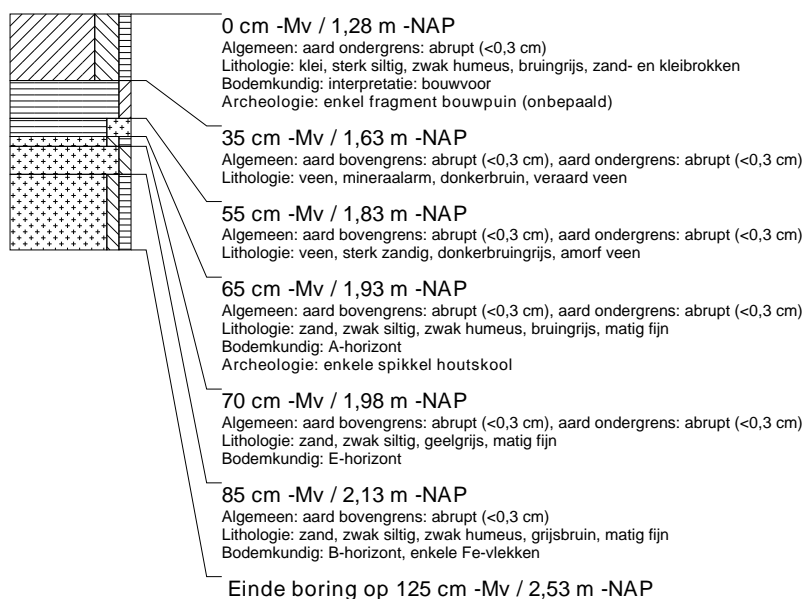 0 cm -Mv / 1,28 m -NAP
Algemeen: aard ondergrens: abrupt (<0,3 cm)
Lithologie: klei, sterk siltig, zwak humeus, bruingrijs, zand- en kleibrokken
Bodemkundig: interpretatie: bouwvoor
Archeologie: enkel fragment bouwpuin (onbepaald)
35 cm -Mv / 1,63 m -NAP
Algemeen: aard bovengrens: abrupt (<0,3 cm), aard ondergrens: abrupt (<0,3 cm)
Lithologie: veen, mineraalarm, donkerbruin, veraard veen
55 cm -Mv / 1,83 m -NAP
Algemeen: aard bovengrens: abrupt (<0,3 cm), aard ondergrens: abrupt (<0,3 cm)
Lithologie: veen, sterk zandig, donkerbruingrijs, amorf veen
65 cm -Mv / 1,93 m -NAP
Algemeen: aard bovengrens: abrupt (<0,3 cm), aard ondergrens: abrupt (<0,3 cm)
Lithologie: zand, zwak siltig, zwak humeus, bruingrijs, matig fijn
Bodemkundig: A-horizont
Archeologie: enkele spikkel houtskool
70 cm -Mv / 1,98 m -NAP
Algemeen: aard bovengrens: abrupt (<0,3 cm), aard ondergrens: abrupt (<0,3 cm)
Lithologie: zand, zwak siltig, geelgrijs, matig fijn
Bodemkundig: E-horizont
85 cm -Mv / 2,13 m -NAP
Algemeen: aard bovengrens: abrupt (<0,3 cm)
Lithologie: zand, zwak siltig, zwak humeus, grijsbruin, matig fijn
Bodemkundig: B-horizont, enkele Fe-vlekken
Einde boring op 125 cm -Mv / 2,53 m -NAP